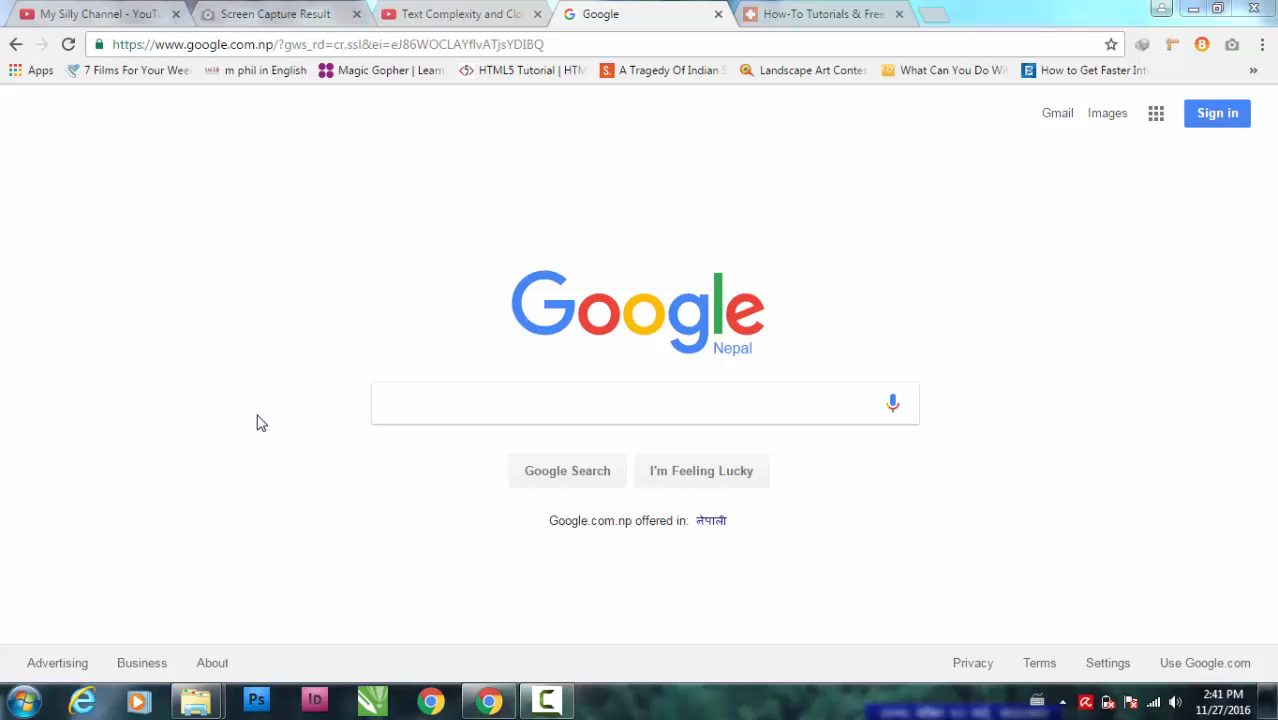 My Silly Channel - YouTu
Screen Capture Result
Text Complexity and Clo
Google
How-To Tutorials & Free
https://www.google.com.np/?gws_rd=cr,ssl&ei=eJ86WOCLAYflvATjsYDIBQ
Apps
7 Films For Your Wee
m phil in English
Magic Gopher | Learn
HTML5 Tutorial | HTM
A Tragedy Of Indian S
Landscape Art Contes
What Can You Do Wi
How to Get Faster Int
Gmail Images Sign in
Google
Nepal
Google Search I'm Feeling Lucky
Google.com.np offered in: नेपाली
Advertising Business About Privacy Terms Settings Use Google.com
Ps Id
2:41 PM
11/27/2016